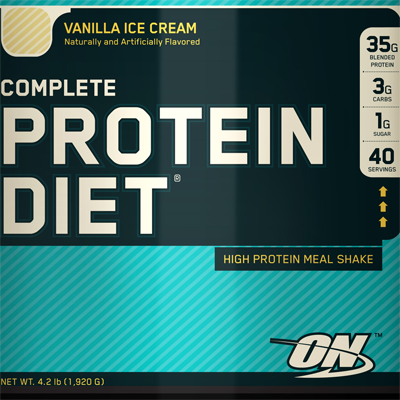 VANILLA ICE CREAM
Naturally and Artificially Flavored
COMPLETE
PROTEIN
DIET®
35G
BLENDED
PROTEIN
3G
CARBS
1G
SUGAR
40
SERVINGS
HIGH PROTEIN MEAL SHAKE
ON™
NET WT. 4.2 lb (1,920 G)